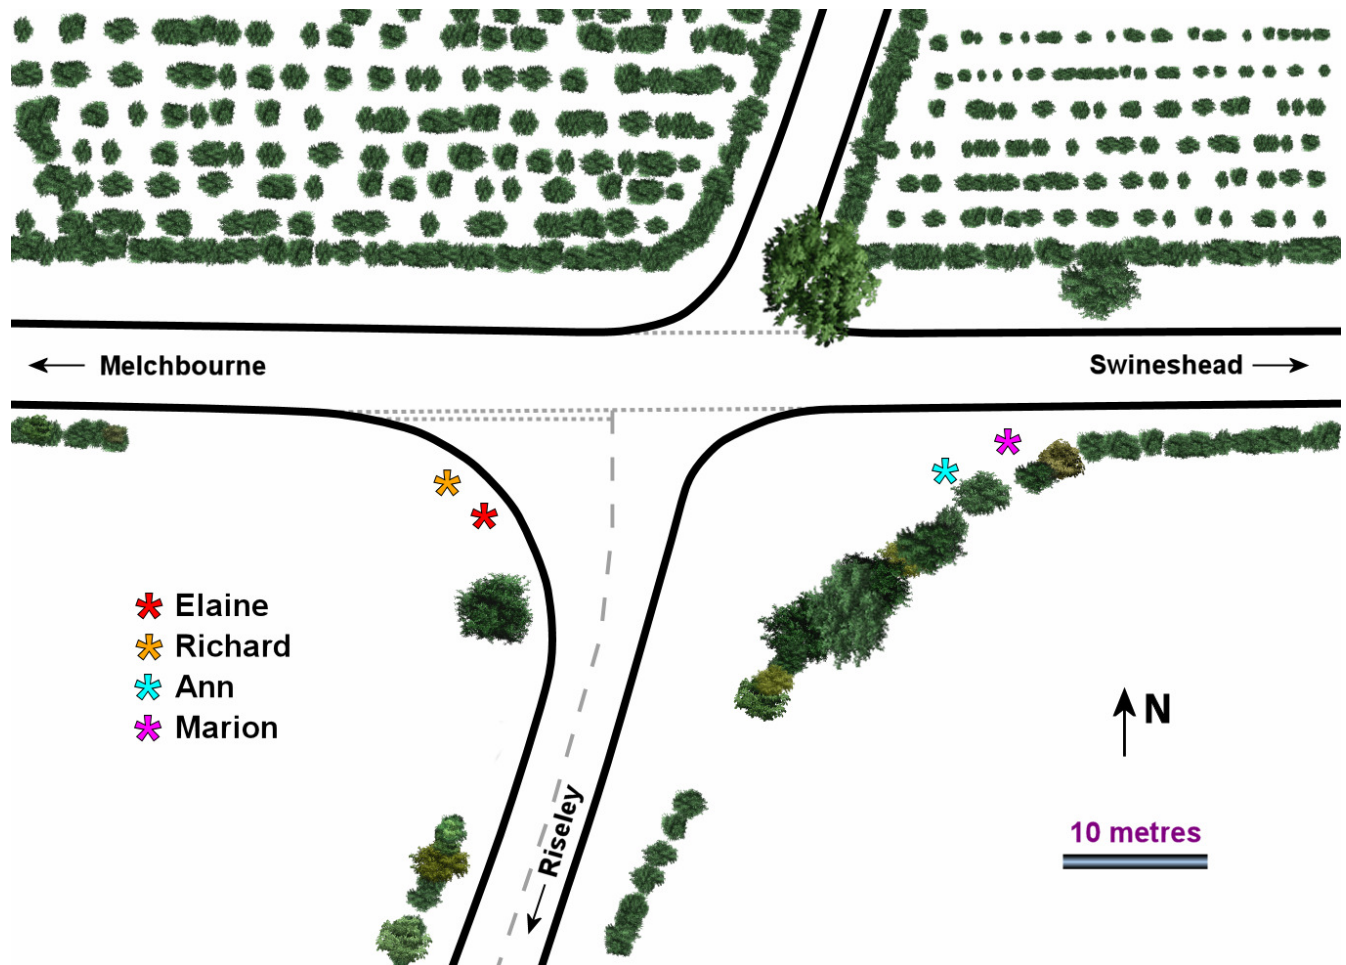 Melchbourne
Swineshead
Elaine
Richard
Ann
Marion
N
10 metres
Riseley